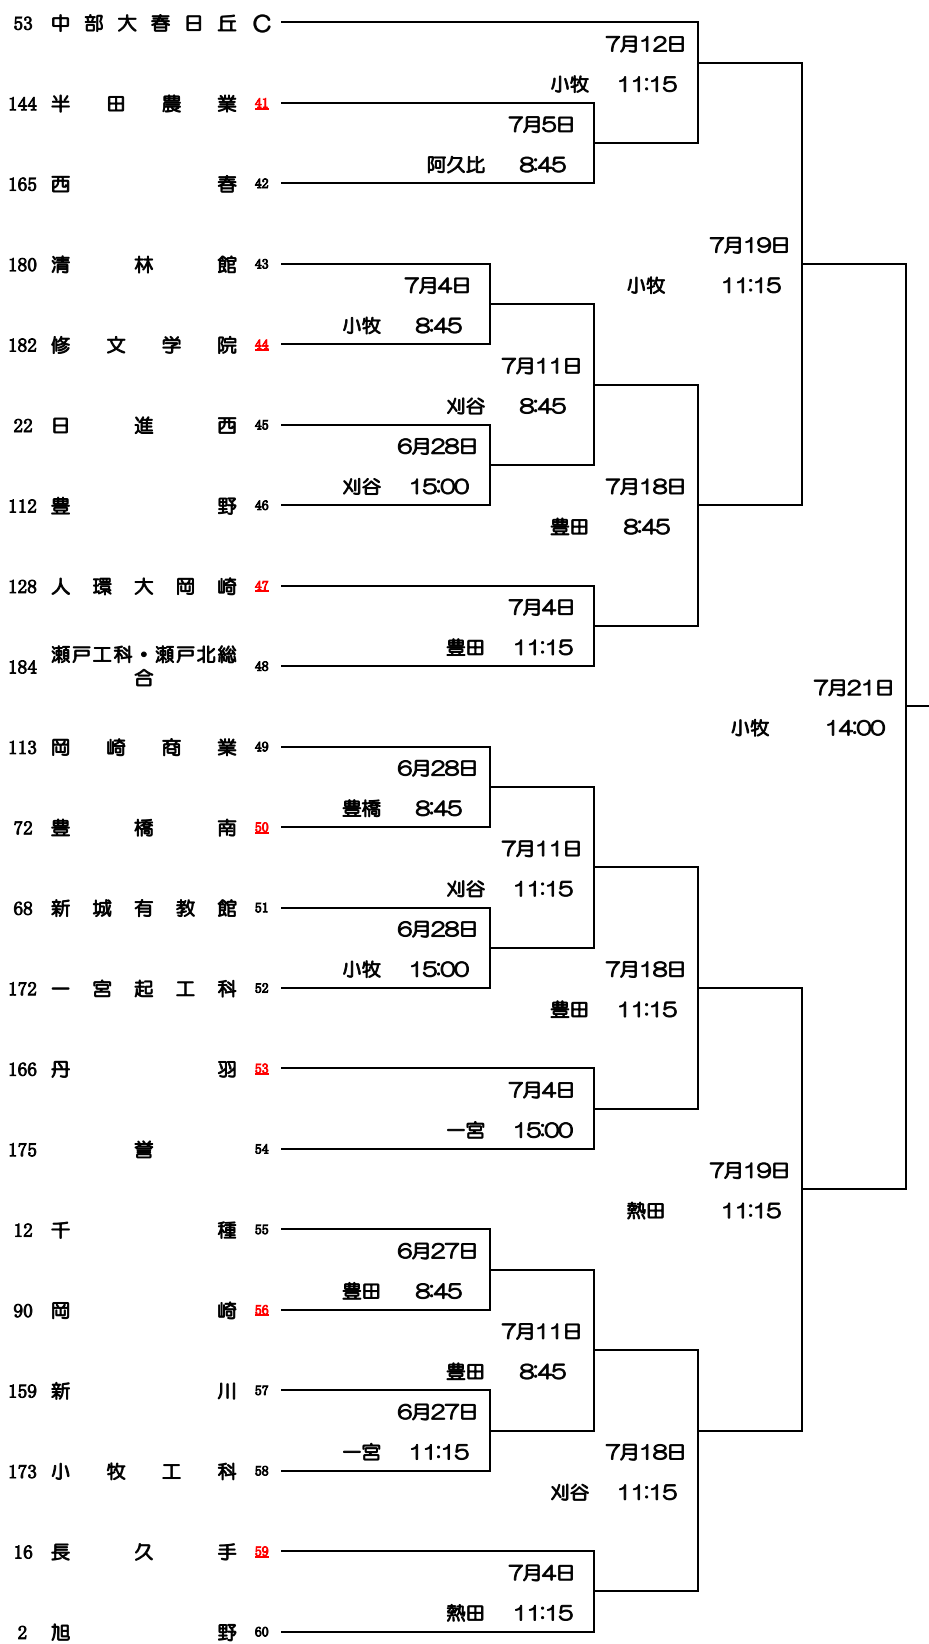 53 中部大春日丘 C
7月12日
小牧 11:15
144 半田農業 41
7月5日
阿久比 8:45
165 西春 42
7月19日
180 清林館 43
7月4日
小牧 11:15
小牧 8:45
182 修文学院 44
7月11日
刈谷 8:45
22 日進西 45
6月28日
刈谷 15:00
7月18日
112 豊野 46
豊田 8:45
128 人環大岡崎 47
7月4日
豊田 11:15
瀬戸工科・瀬戸北総
184 48
合
7月21日
小牧 14:00
113 岡崎商業 49
6月28日
豊橋 8:45
72 豊橋南 50
7月11日
刈谷 11:15
68 新城有教館 51
6月28日
小牧 15:00
7月18日
172 一宮起工科 52
豊田 11:15
166 丹羽 53
7月4日
一宮 15:00
175 誉 54
7月19日
熱田 11:15
12 千種 55
6月27日
豊田 8:45
90 岡崎 56
7月11日
豊田 8:45
159 新川 57
6月27日
一宮 11:15
7月18日
173 小牧工科 58
刈谷 11:15
16 長久手 59
7月4日
熱田 11:15
2 旭野 60